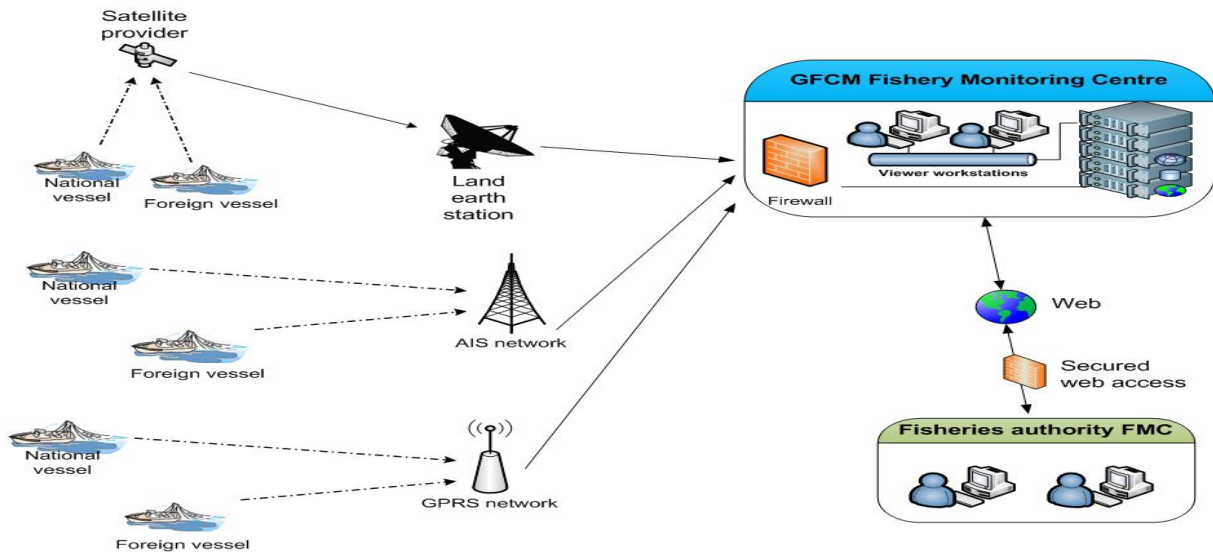 Satellite
provider
National
vessel
Foreign vessel
Land
earth
station
GFCM Fishery Monitoring Centre
Viewer workstations
Firewall
National
vessel
Foreign vessel
AIS network
Web
Secured
web access
National
vessel
Foreign vessel
GPRS network
Fisheries authority FMC